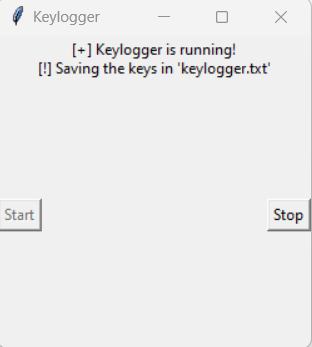 Keylogger
[+] Keylogger is running!
[!] Saving the keys in 'keylogger.txt'
Start
Stop